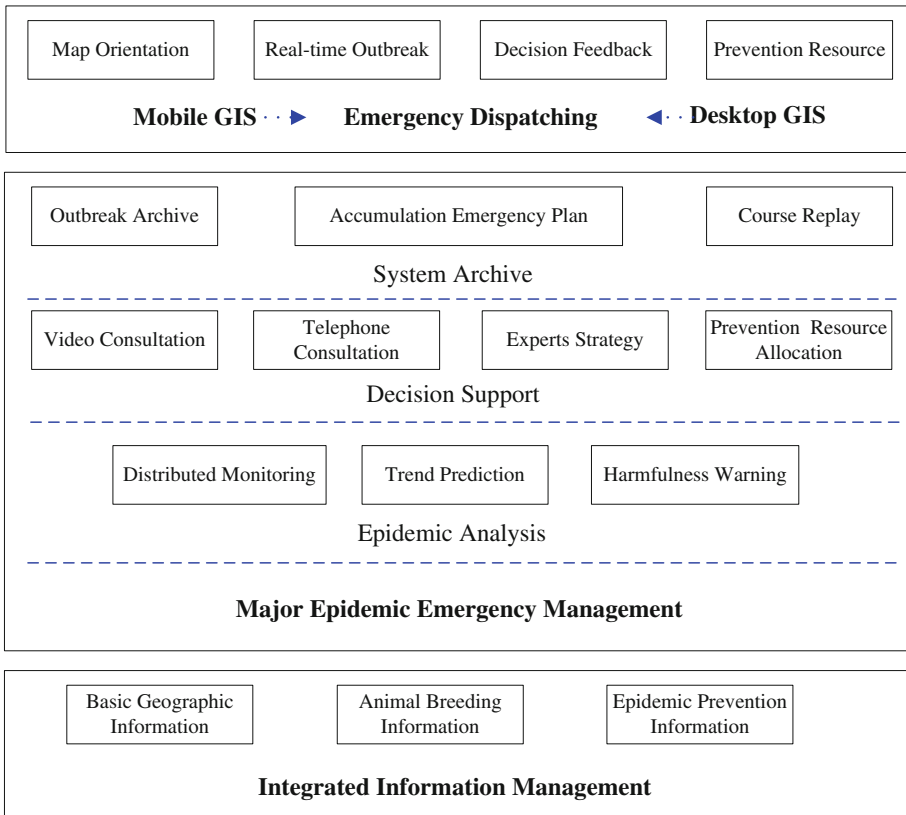 Map Orientation
Real-time Outbreak
Decision Feedback
Prevention Resource
Mobile GIS
Emergency Dispatching
Desktop GIS
Outbreak Archive
Accumulation Emergency Plan
Course Replay
System Archive
Video Consultation
Telephone
Consultation
Experts Strategy
Prevention Resource
Allocation
Decision Support
Distributed Monitoring
Trend Prediction
Harmfulness Warning
Epidemic Analysis
Major Epidemic Emergency Management
Basic Geographic
Information
Animal Breeding
Information
Epidemic Prevention
Information
Integrated Information Management